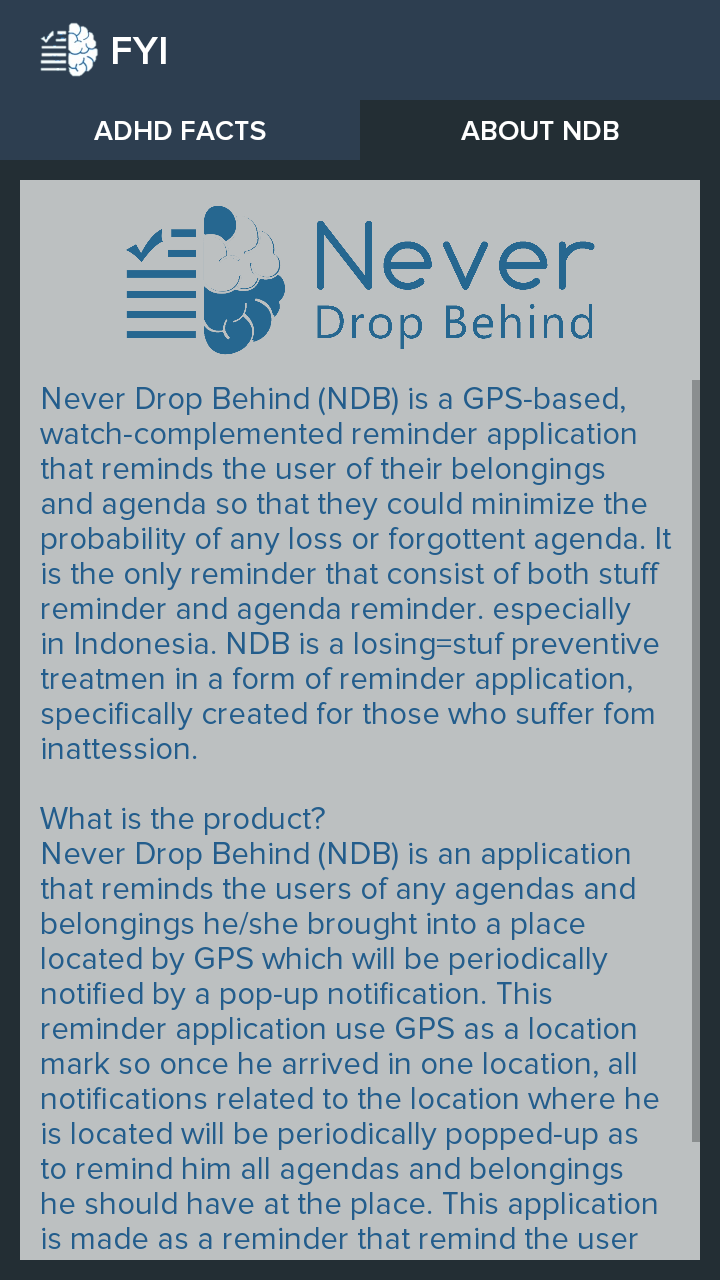 FYI
ADHD FACTS
ABOUT NDB
Never
Drop Behind
Never Drop Behind (NDB) is a GPS-based,
watch-complemented reminder application
that reminds the user of their belongings
and agenda so that they could minimize the
probability of any loss or forgottent agenda. It
is the only reminder that consist of both stuff
reminder and agenda reminder. especially
in Indonesia. NDB is a losing=stuf preventive
treatmen in a form of reminder application,
specifically created for those who suffer fom
inattession.
What is the product?
Never Drop Behind (NDB) is an application
that reminds the users of any agendas and
belongings he/she brought into a place
located by GPS which will be periodically
notified by a pop-up notification. This
reminder application use GPS as a location
mark so once he arrived in one location, all
notifications related to the location where he
is located will be periodically popped-up as
to remind him all agendas and belongings
he should have at the place. This application
is made as a reminder that remind the user